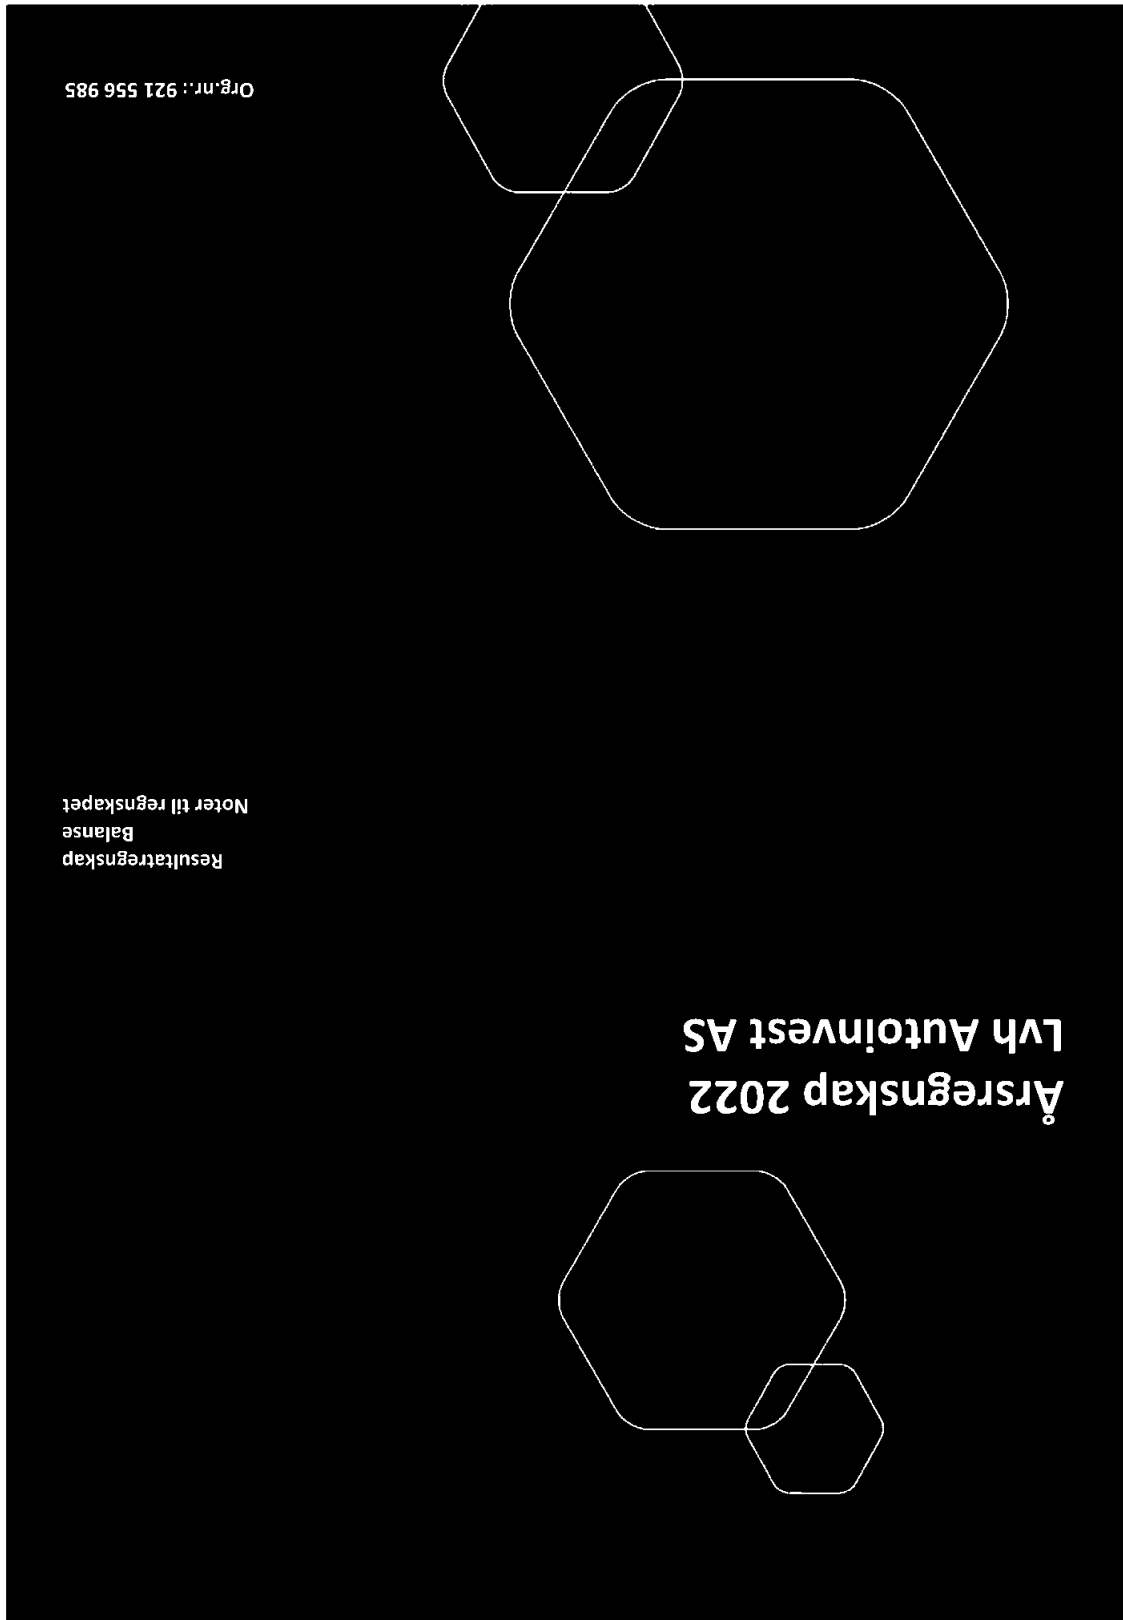 Årsregnskap 2022
Lvh Autoinvest AS
Resultatregnskap
Balanse
Noter til regnskapet
Org.nr.: 921 556 985